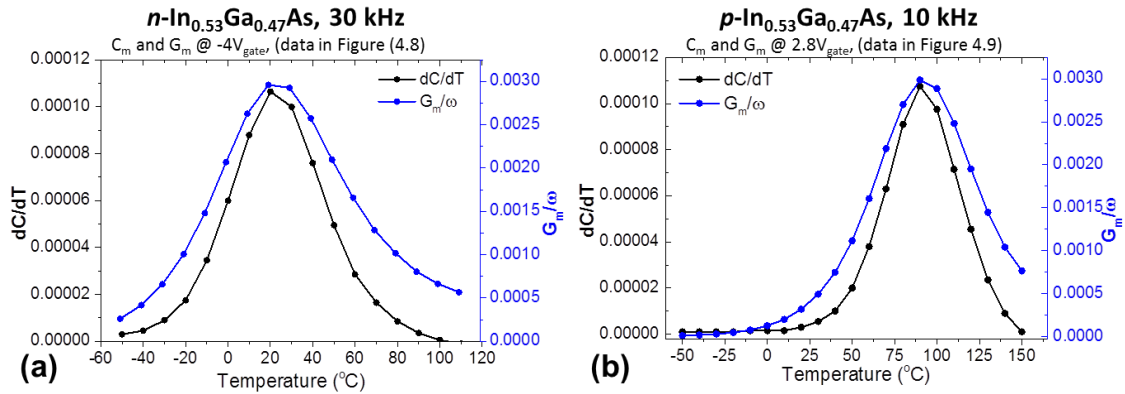 n-In0.53Ga0.47As, 30 kHz
Cm and Gm @ -4Vgate, (data in Figure (4.8)
0.00012
0.00010
0.00008
0.00006
0.00004
0.00002
0.00000
dC/dT
dC/dT
Gm/ω
0.0030
0.0025
0.0020
0.0015
0.0010
0.0005
0.0000
Gm/ω
-60 -40 -20 0 20 40 60 80 100 120
Temperature (oC)
(a)
p-In0.53Ga0.47As, 10 kHz
Cm and Gm @ 2.8Vgate, (data in Figure 4.9)
0.00012
0.00010
0.00008
0.00006
0.00004
0.00002
0.00000
dC/dT
dC/dT
Gm/ω
0.0030
0.0025
0.0020
0.0015
0.0010
0.0005
0.0000
Gm/ω
-50 -25 0 25 50 75 100 125 150
Temperature (oC)
(b)